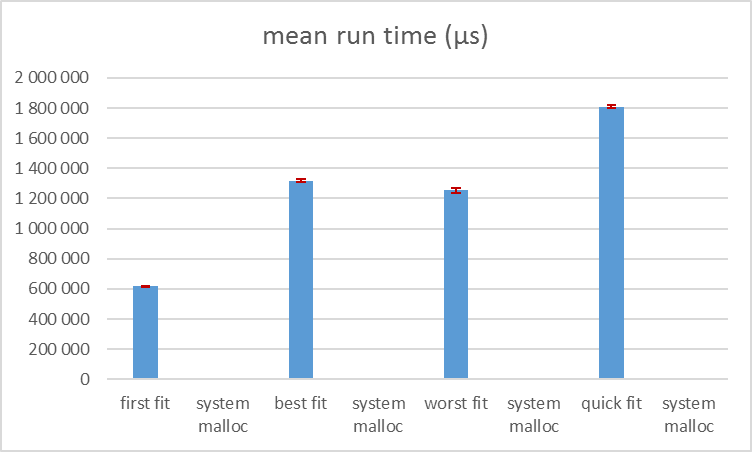 mean run time (µs)
2 000 000
1 800 000
1 600 000
1 400 000
1 200 000
1 000 000
800 000
600 000
400 000
200 000
0
first fit
system
malloc
best fit
system
malloc
worst fit
system
malloc
quick fit
system
malloc